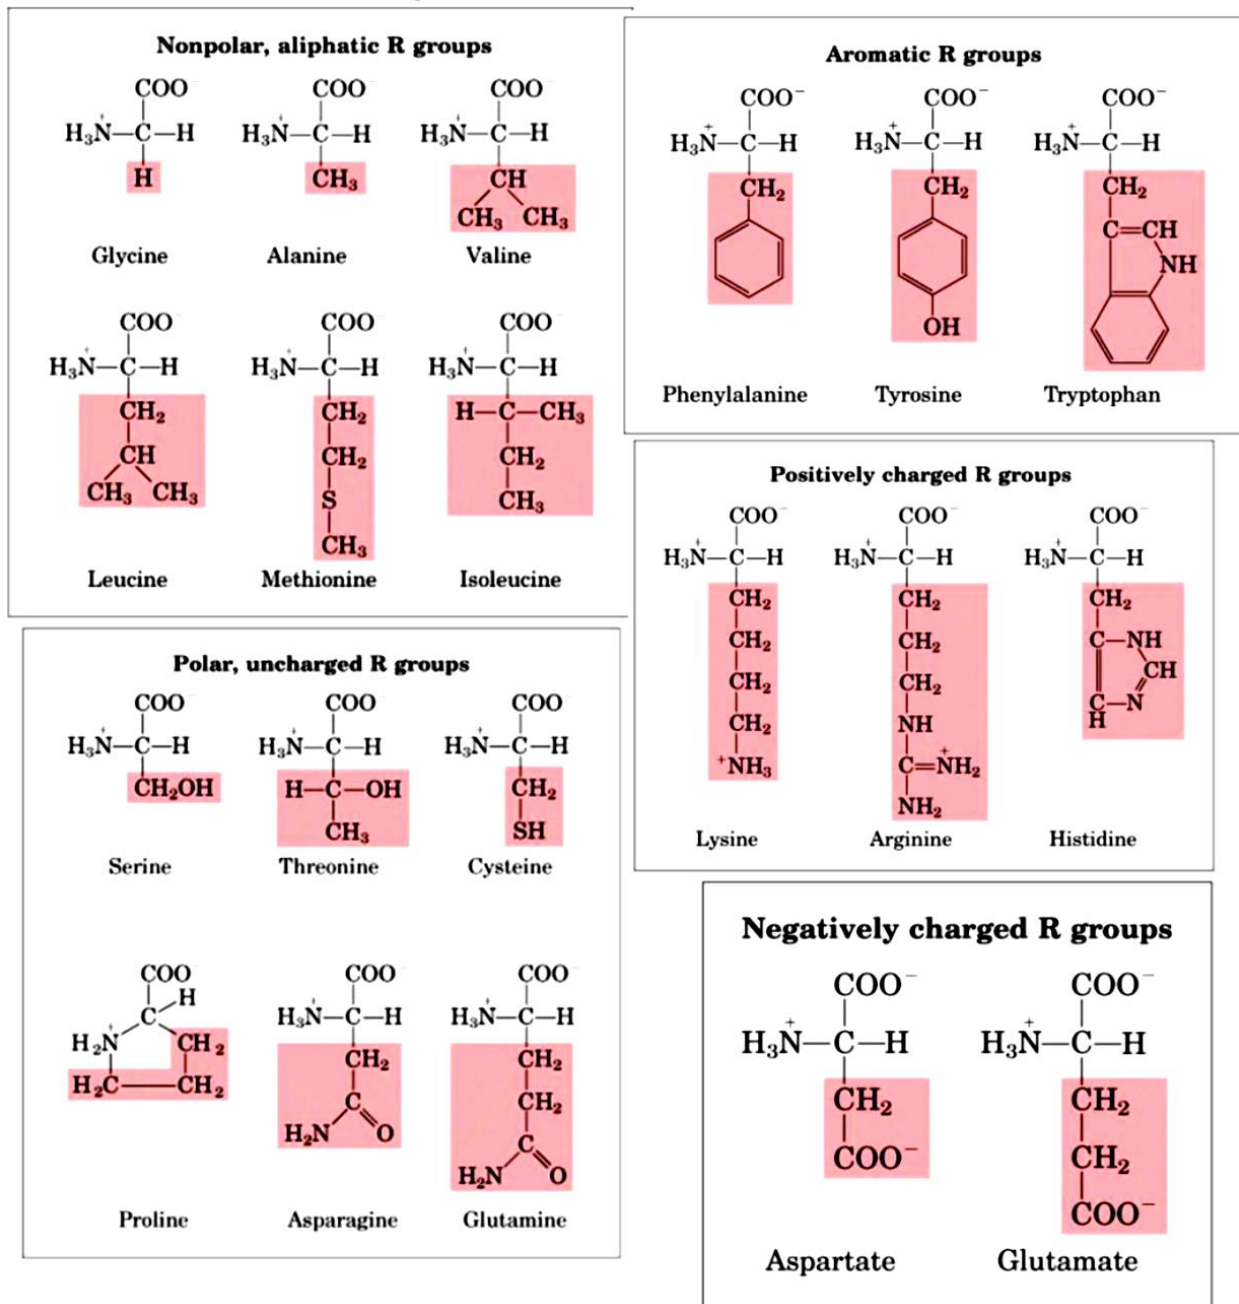 Nonpolar, aliphatic R groups
COO⁻ COO⁻ COO⁻
H₃N⁺—C—H H₃N⁺—C—H H₃N⁺—C—H
H CH₃ CH
CH₃ CH₃
Glycine Alanine Valine
COO⁻ COO⁻ COO⁻
H₃N⁺—C—H H₃N⁺—C—H H₃N⁺—C—H
CH₂ CH₂ H—C—CH₃
CH CH₂ CH₂
CH₃ CH₃ S CH₃
CH₃
Leucine Methionine Isoleucine
Aromatic R groups
COO⁻ COO⁻ COO⁻
H₃N⁺—C—H H₃N⁺—C—H H₃N⁺—C—H
CH₂ CH₂ CH₂
C=CH
NH
OH
Phenylalanine Tyrosine Tryptophan
Positively charged R groups
COO⁻ COO⁻ COO⁻
H₃N⁺—C—H H₃N⁺—C—H H₃N⁺—C—H
CH₂ CH₂ CH₂
CH₂ CH₂ C—NH
CH₂ CH₂ CH
CH₂ NH C—N
H
⁺NH₃ C=N⁺H₂
NH₂
Lysine Arginine Histidine
Polar, uncharged R groups
COO⁻ COO⁻ COO⁻
H₃N⁺—C—H H₃N⁺—C—H H₃N⁺—C—H
CH₂OH H—C—OH CH₂
CH₃ SH
Serine Threonine Cysteine
COO⁻ COO⁻ COO⁻
H
C H₃N⁺—C—H H₃N⁺—C—H
H₂N⁺ CH₂ CH₂ CH₂
H₂C—CH₂ C CH₂
H₂N O C
H₂N O
Proline Asparagine Glutamine
Negatively charged R groups
COO⁻ COO⁻
H₃N⁺—C—H H₃N⁺—C—H
CH₂ CH₂
COO⁻ CH₂
COO⁻
Aspartate Glutamate